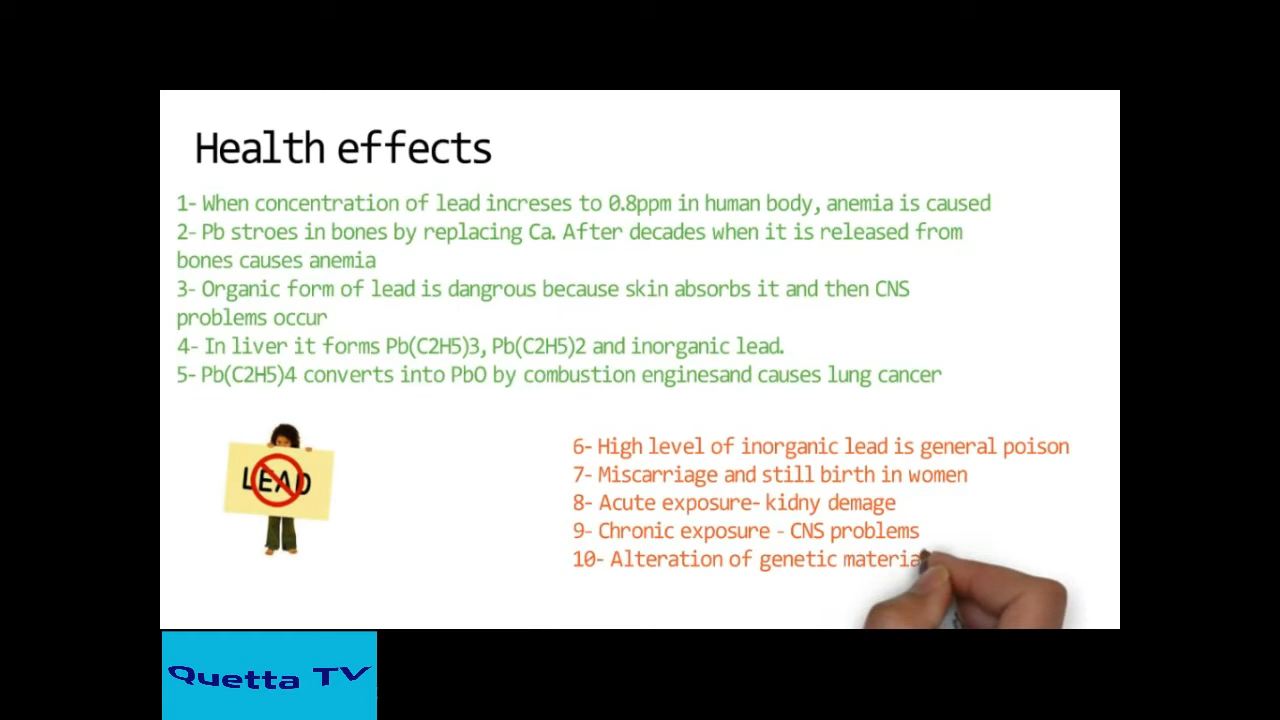 Health effects
1- When concentration of lead increses to 0.8ppm in human body, anemia is caused
2- Pb stroes in bones by replacing Ca. After decades when it is released from
bones causes anemia
3- Organic form of lead is dangrous because skin absorbs it and then CNS
problems occur
4- In liver it forms Pb(C2H5)3, Pb(C2H5)2 and inorganic lead.
5- Pb(C2H5)4 converts into PbO by combustion enginesand causes lung cancer
LEAD
6- High level of inorganic lead is general poison
7- Miscarriage and still birth in women
8- Acute exposure- kidny demage
9- Chronic exposure - CNS problems
10- Alteration of genetic materia
Quetta TV